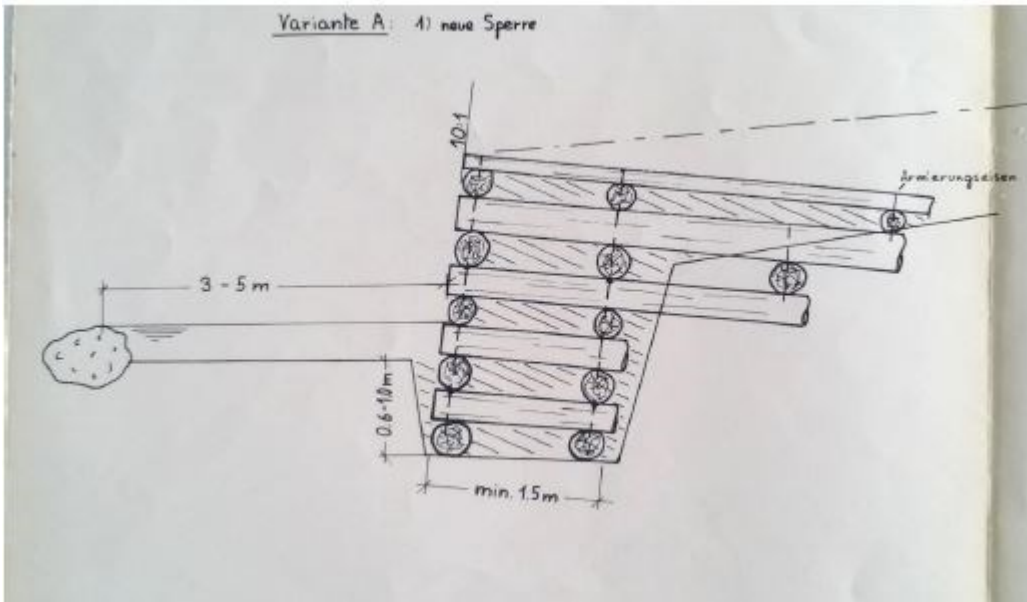 Variante A: 1) neue Sperre
10:1
Armierungseisen
3 - 5 m
0.6-1.0m
min. 1.5m